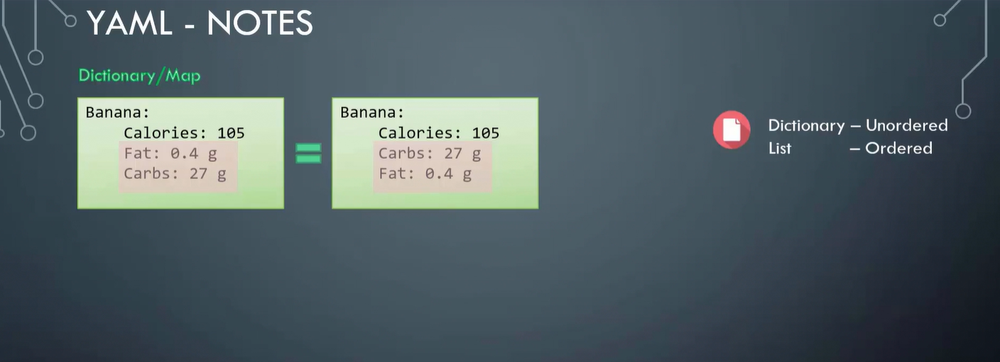 YAML - NOTES
Dictionary/Map
Banana:
Calories: 105
Fat: 0.4 g
Carbs: 27 g
Banana:
Calories: 105
Carbs: 27 g
Fat: 0.4 g
Dictionary – Unordered
List – Ordered